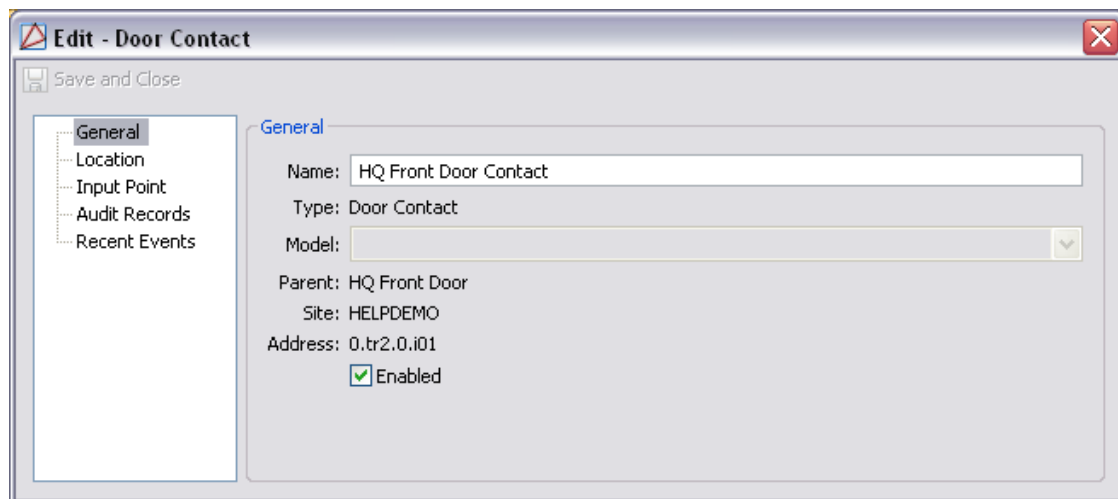 Edit - Door Contact
Save and Close
General
Location
Input Point
Audit Records
Recent Events
General
Name: HQ Front Door Contact
Type: Door Contact
Model:
Parent: HQ Front Door
Site: HELPDEMO
Address: 0.tr2.0.i01
Enabled